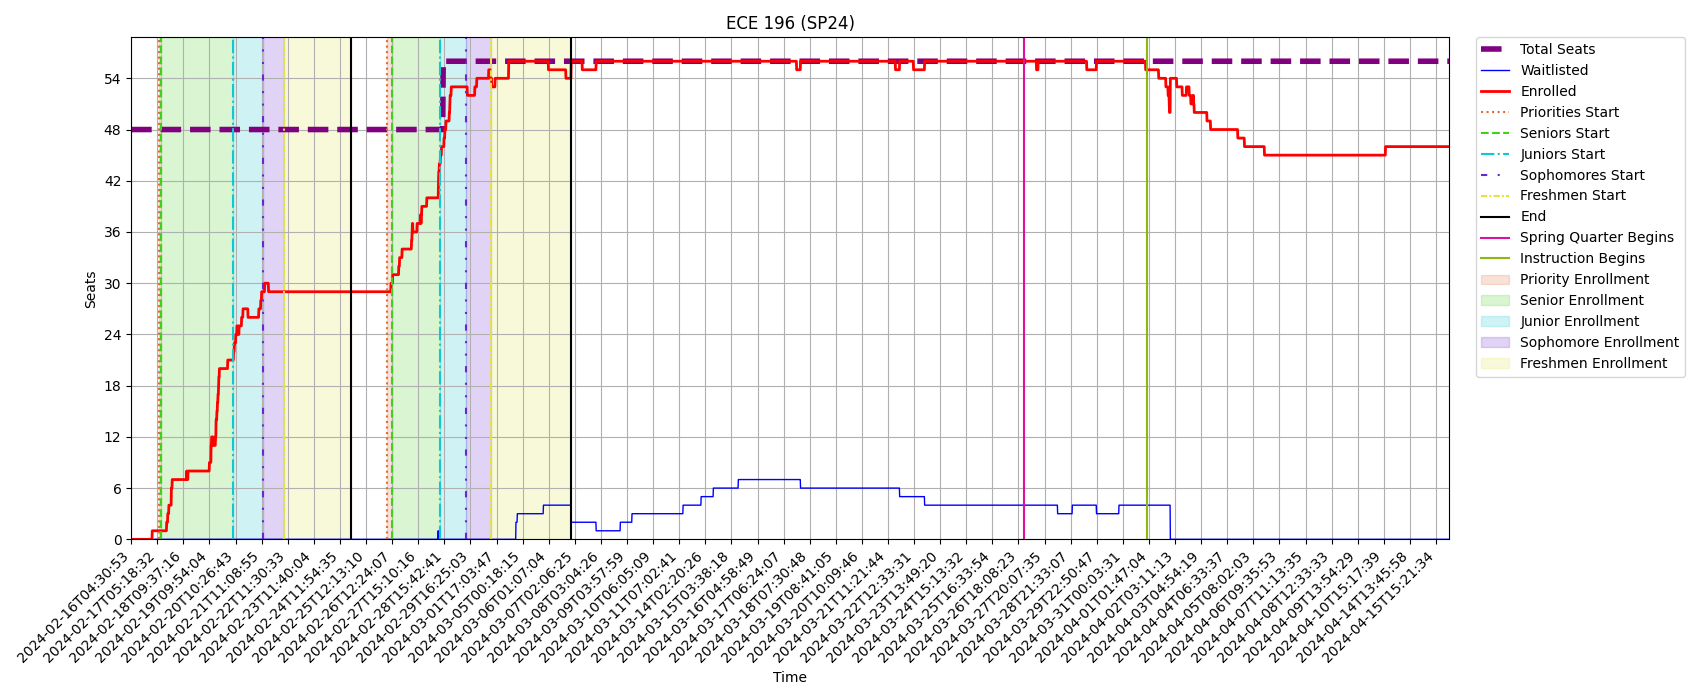 ECE 196 (SP24)
Seats
54
48
42
36
30
24
18
12
6
0
2024-02-16T04:30:53
2024-02-17T05:18:32
2024-02-18T09:37:16
2024-02-19T09:54:04
2024-02-20T10:26:43
2024-02-21T11:08:55
2024-02-22T11:30:33
2024-02-23T11:40:04
2024-02-24T11:54:35
2024-02-25T12:13:10
2024-02-26T12:24:07
2024-02-27T15:10:16
2024-02-28T15:42:41
2024-02-29T16:25:03
2024-03-01T17:03:47
2024-03-05T00:18:15
2024-03-06T01:07:04
2024-03-07T02:06:25
2024-03-08T03:04:26
2024-03-09T03:57:59
2024-03-10T06:05:09
2024-03-11T07:02:41
2024-03-14T02:20:26
2024-03-15T03:38:18
2024-03-16T04:58:49
2024-03-17T06:24:07
2024-03-18T07:30:48
2024-03-19T08:41:05
2024-03-20T10:09:46
2024-03-21T11:21:44
2024-03-22T12:33:31
2024-03-23T13:49:20
2024-03-24T15:13:32
2024-03-25T16:33:54
2024-03-26T18:08:23
2024-03-27T20:07:35
2024-03-28T21:33:07
2024-03-29T22:50:47
2024-03-31T00:03:31
2024-04-01T01:47:04
2024-04-02T03:11:13
2024-04-03T04:54:19
2024-04-04T06:33:37
2024-04-05T08:02:03
2024-04-06T09:35:53
2024-04-07T11:13:35
2024-04-08T12:33:33
2024-04-09T13:54:29
2024-04-10T15:17:39
2024-04-14T13:45:58
2024-04-15T15:21:34
Time
Total Seats
Waitlisted
Enrolled
Priorities Start
Seniors Start
Juniors Start
Sophomores Start
Freshmen Start
End
Spring Quarter Begins
Instruction Begins
Priority Enrollment
Senior Enrollment
Junior Enrollment
Sophomore Enrollment
Freshmen Enrollment